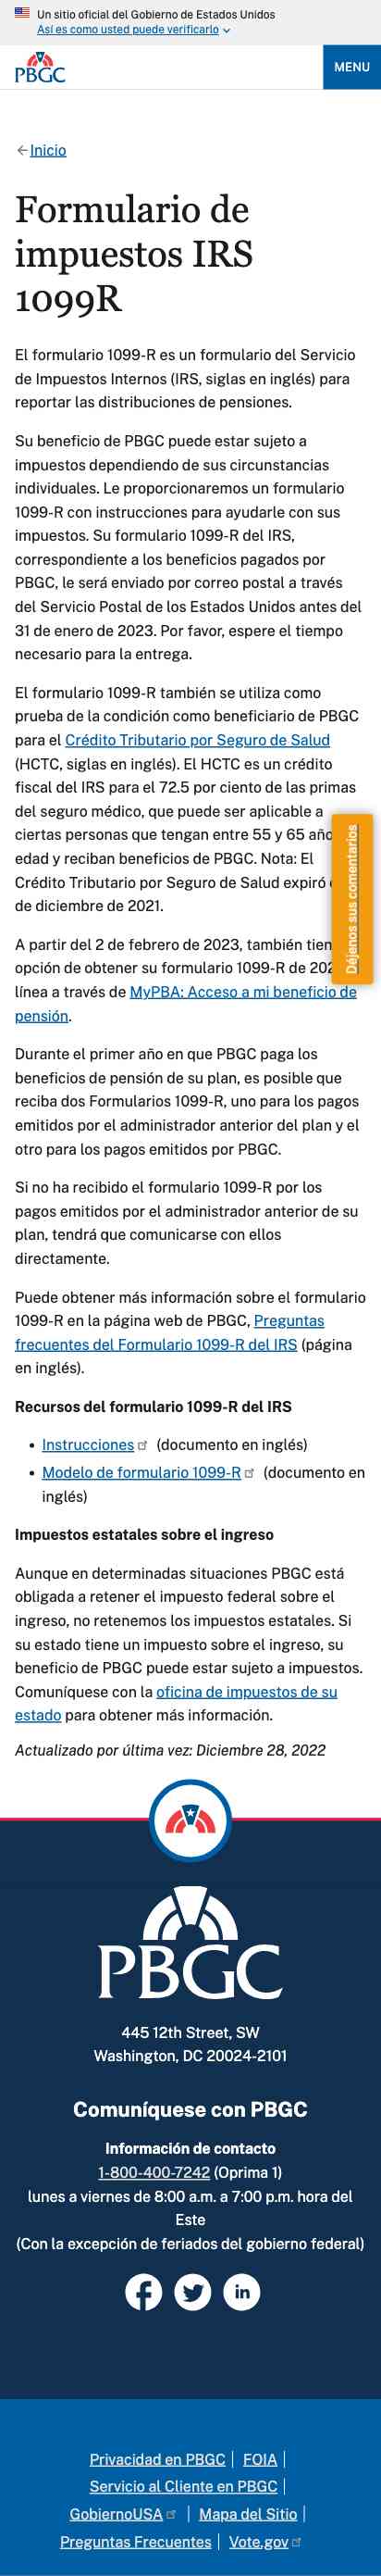 Un sitio oficial del Gobierno de Estados Unidos
Así es como usted puede verificarlo
PBGC
MENU
Inicio
Formulario de
impuestos IRS
1099R
El formulario 1099-R es un formulario del Servicio
de Impuestos Internos (IRS, siglas en inglés) para
reportar las distribuciones de pensiones.
Su beneficio de PBGC puede estar sujeto a
impuestos dependiendo de sus circunstancias
individuales. Le proporcionaremos un formulario
1099-R con instrucciones para ayudarle con sus
impuestos. Su formulario 1099-R del IRS,
correspondiente a los beneficios pagados por
PBGC, le será enviado por correo postal a través
del Servicio Postal de los Estados Unidos antes del
31 de enero de 2023. Por favor, espere el tiempo
necesario para la entrega.
El formulario 1099-R también se utiliza como
prueba de la condición como beneficiario de PBGC
para el Crédito Tributario por Seguro de Salud
(HCTC, siglas en inglés). El HCTC es un crédito
fiscal del IRS para el 72.5 por ciento de las primas
del seguro médico, que puede ser aplicable a
ciertas personas que tengan entre 55 y 65 año
edad y reciban beneficios de PBGC. Nota: El
Crédito Tributario por Seguro de Salud expiró
de diciembre de 2021.
Déjenos sus comentarios
A partir del 2 de febrero de 2023, también tien
opción de obtener su formulario 1099-R de 202
línea a través de MyPBA: Acceso a mi beneficio de
pensión.
Durante el primer año en que PBGC paga los
beneficios de pensión de su plan, es posible que
reciba dos Formularios 1099-R, uno para los pagos
emitidos por el administrador anterior del plan y el
otro para los pagos emitidos por PBGC.
Si no ha recibido el formulario 1099-R por los
pagos emitidos por el administrador anterior de su
plan, tendrá que comunicarse con ellos
directamente.
Puede obtener más información sobre el formulario
1099-R en la página web de PBGC, Preguntas
frecuentes del Formulario 1099-R del IRS (página
en inglés).
Recursos del formulario 1099-R del IRS
• Instrucciones (documento en inglés)
• Modelo de formulario 1099-R (documento en
inglés)
Impuestos estatales sobre el ingreso
Aunque en determinadas situaciones PBGC está
obligada a retener el impuesto federal sobre el
ingreso, no retenemos los impuestos estatales. Si
su estado tiene un impuesto sobre el ingreso, su
beneficio de PBGC puede estar sujeto a impuestos.
Comuníquese con la oficina de impuestos de su
estado para obtener más información.
Actualizado por última vez: Diciembre 28, 2022
PBGC
445 12th Street, SW
Washington, DC 20024-2101
Comuníquese con PBGC
Información de contacto
1-800-400-7242 (Oprima 1)
lunes a viernes de 8:00 a.m. a 7:00 p.m. hora del
Este
(Con la excepción de feriados del gobierno federal)
Privacidad en PBGC | FOIA |
Servicio al Cliente en PBGC |
GobiernoUSA | Mapa del Sitio |
Preguntas Frecuentes | Vote.gov